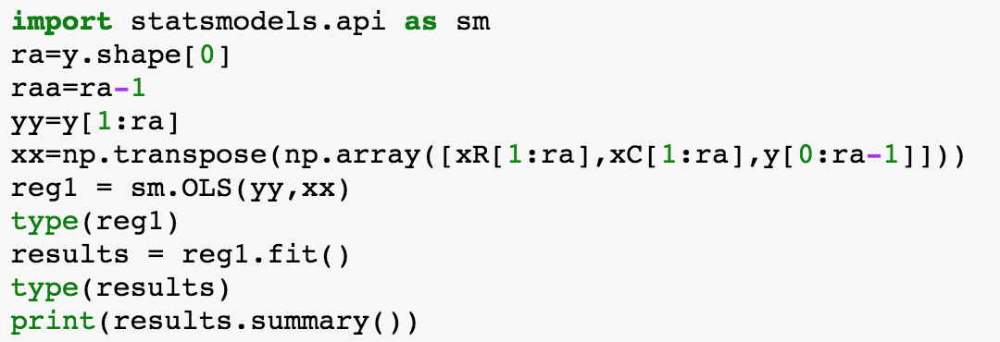 import statsmodels.api as sm
ra=y.shape[0]
raa=ra-1
yy=y[1:ra]
xx=np.transpose(np.array([xR[1:ra],xC[1:ra],y[0:ra-1]]))
reg1 = sm.OLS(yy,xx)
type(reg1)
results = reg1.fit()
type(results)
print(results.summary())